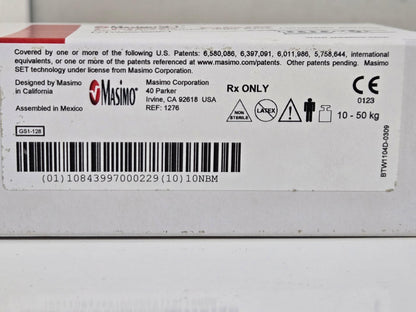 Covered by one or more of the following U.S. Patents: 6,580,086, 6,397,091, 6,011,986, 5,758,644, international
equivalents, or one or more of the patents referenced at www.masimo.com/patents. Other patents pending. Masimo
SET technology under license from Masimo Corporation.
Designed by Masimo
in California
Assembled in Mexico
MASIMO
Masimo Corporation
40 Parker
Irvine, CA 92618 USA
REF: 1276
Rx ONLY
NON
STERILE
LATEX
10 - 50 kg
CE
0123
GS1-128
(01)10843997000229(10)10NBM
BTW1104D-0309